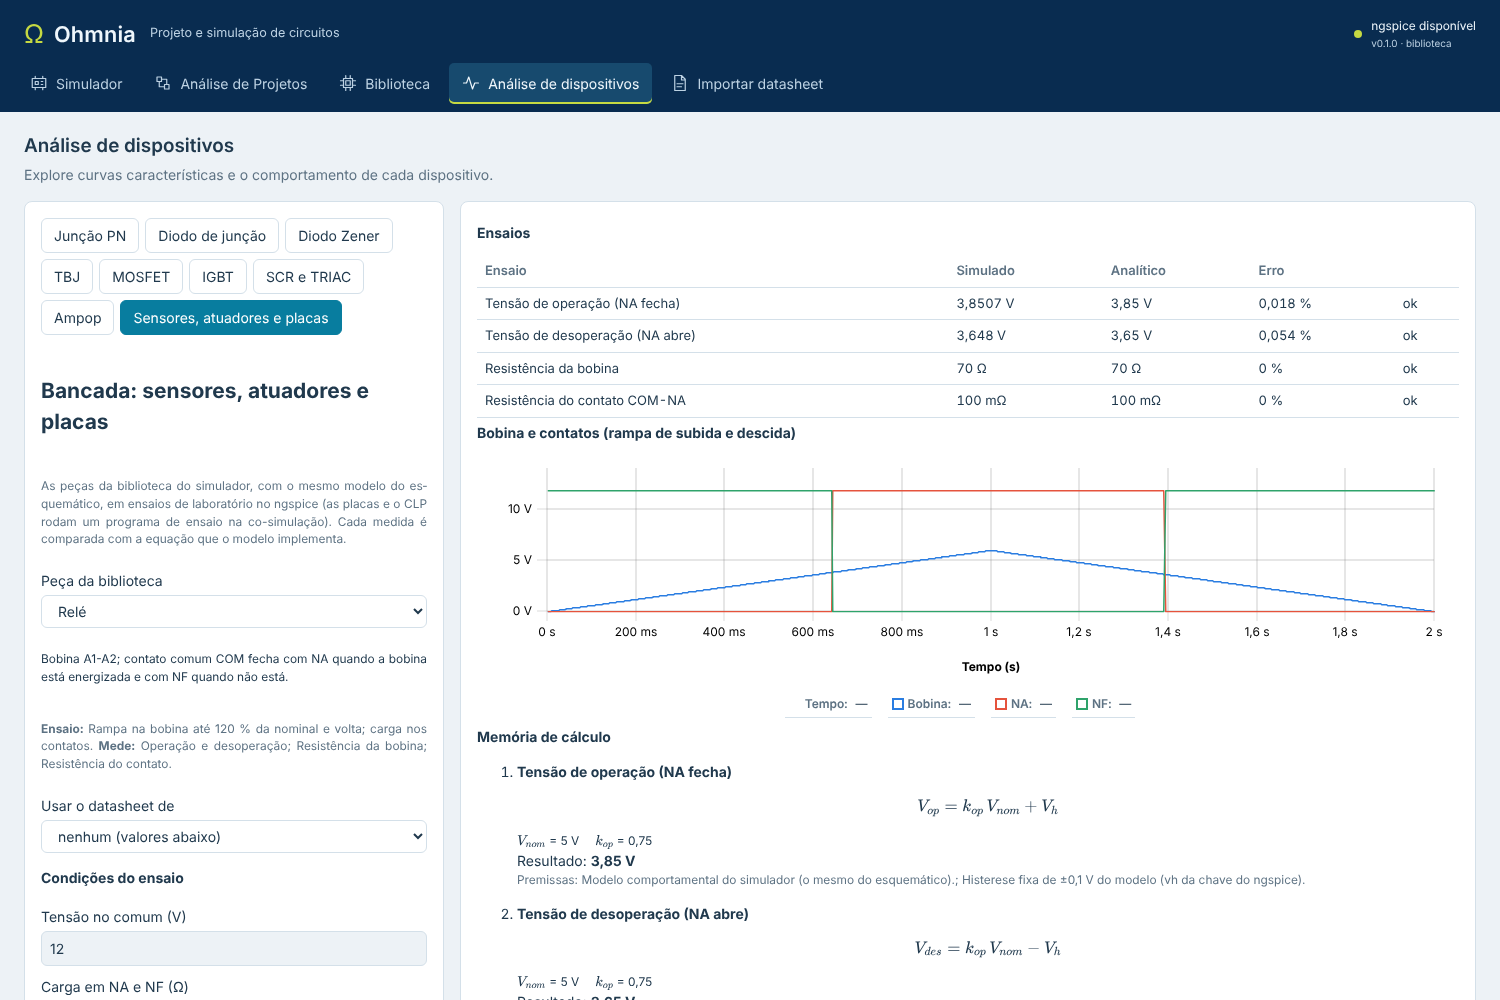 Ω Ohmnia Projeto e simulação de circuitos
ngspice disponível
v0.1.0 · biblioteca
Simulador Análise de Projetos Biblioteca Análise de dispositivos Importar datasheet
Análise de dispositivos
Explore curvas características e o comportamento de cada dispositivo.
Junção PN Diodo de junção Diodo Zener
TBJ MOSFET IGBT SCR e TRIAC
Ampop Sensores, atuadores e placas
Bancada: sensores, atuadores e
placas
As peças da biblioteca do simulador, com o mesmo modelo do es-
quemático, em ensaios de laboratório no ngspice (as placas e o CLP
rodam um programa de ensaio na co-simulação). Cada medida é
comparada com a equação que o modelo implementa.
Peça da biblioteca
Relé
Bobina A1-A2; contato comum COM fecha com NA quando a bobina
está energizada e com NF quando não está.
Ensaio: Rampa na bobina até 120 % da nominal e volta; carga nos
contatos. Mede: Operação e desoperação; Resistência da bobina;
Resistência do contato.
Usar o datasheet de
nenhum (valores abaixo)
Condições do ensaio
Tensão no comum (V)
12
Carga em NA e NF (Ω)
Ensaios
Ensaio Simulado Analítico Erro
Tensão de operação (NA fecha) 3,8507 V 3,85 V 0,018 % ok
Tensão de desoperação (NA abre) 3,648 V 3,65 V 0,054 % ok
Resistência da bobina 70 Ω 70 Ω 0 % ok
Resistência do contato COM-NA 100 mΩ 100 mΩ 0 % ok
Bobina e contatos (rampa de subida e descida)
10 V
5 V
0 V
0 s 200 ms 400 ms 600 ms 800 ms 1 s 1,2 s 1,4 s 1,6 s 1,8 s 2 s
Tempo (s)
Tempo: — Bobina: — NA: — NF: —
Memória de cálculo
1. Tensão de operação (NA fecha)
V_op = k_op V_nom + V_h
V_nom = 5 V k_op = 0,75
Resultado: 3,85 V
Premissas: Modelo comportamental do simulador (o mesmo do esquemático).; Histerese fixa de ±0,1 V do modelo (vh da chave do ngspice).
2. Tensão de desoperação (NA abre)
V_des = k_op V_nom − V_h
V_nom = 5 V k_op = 0,75
Resultado: 3,65 V